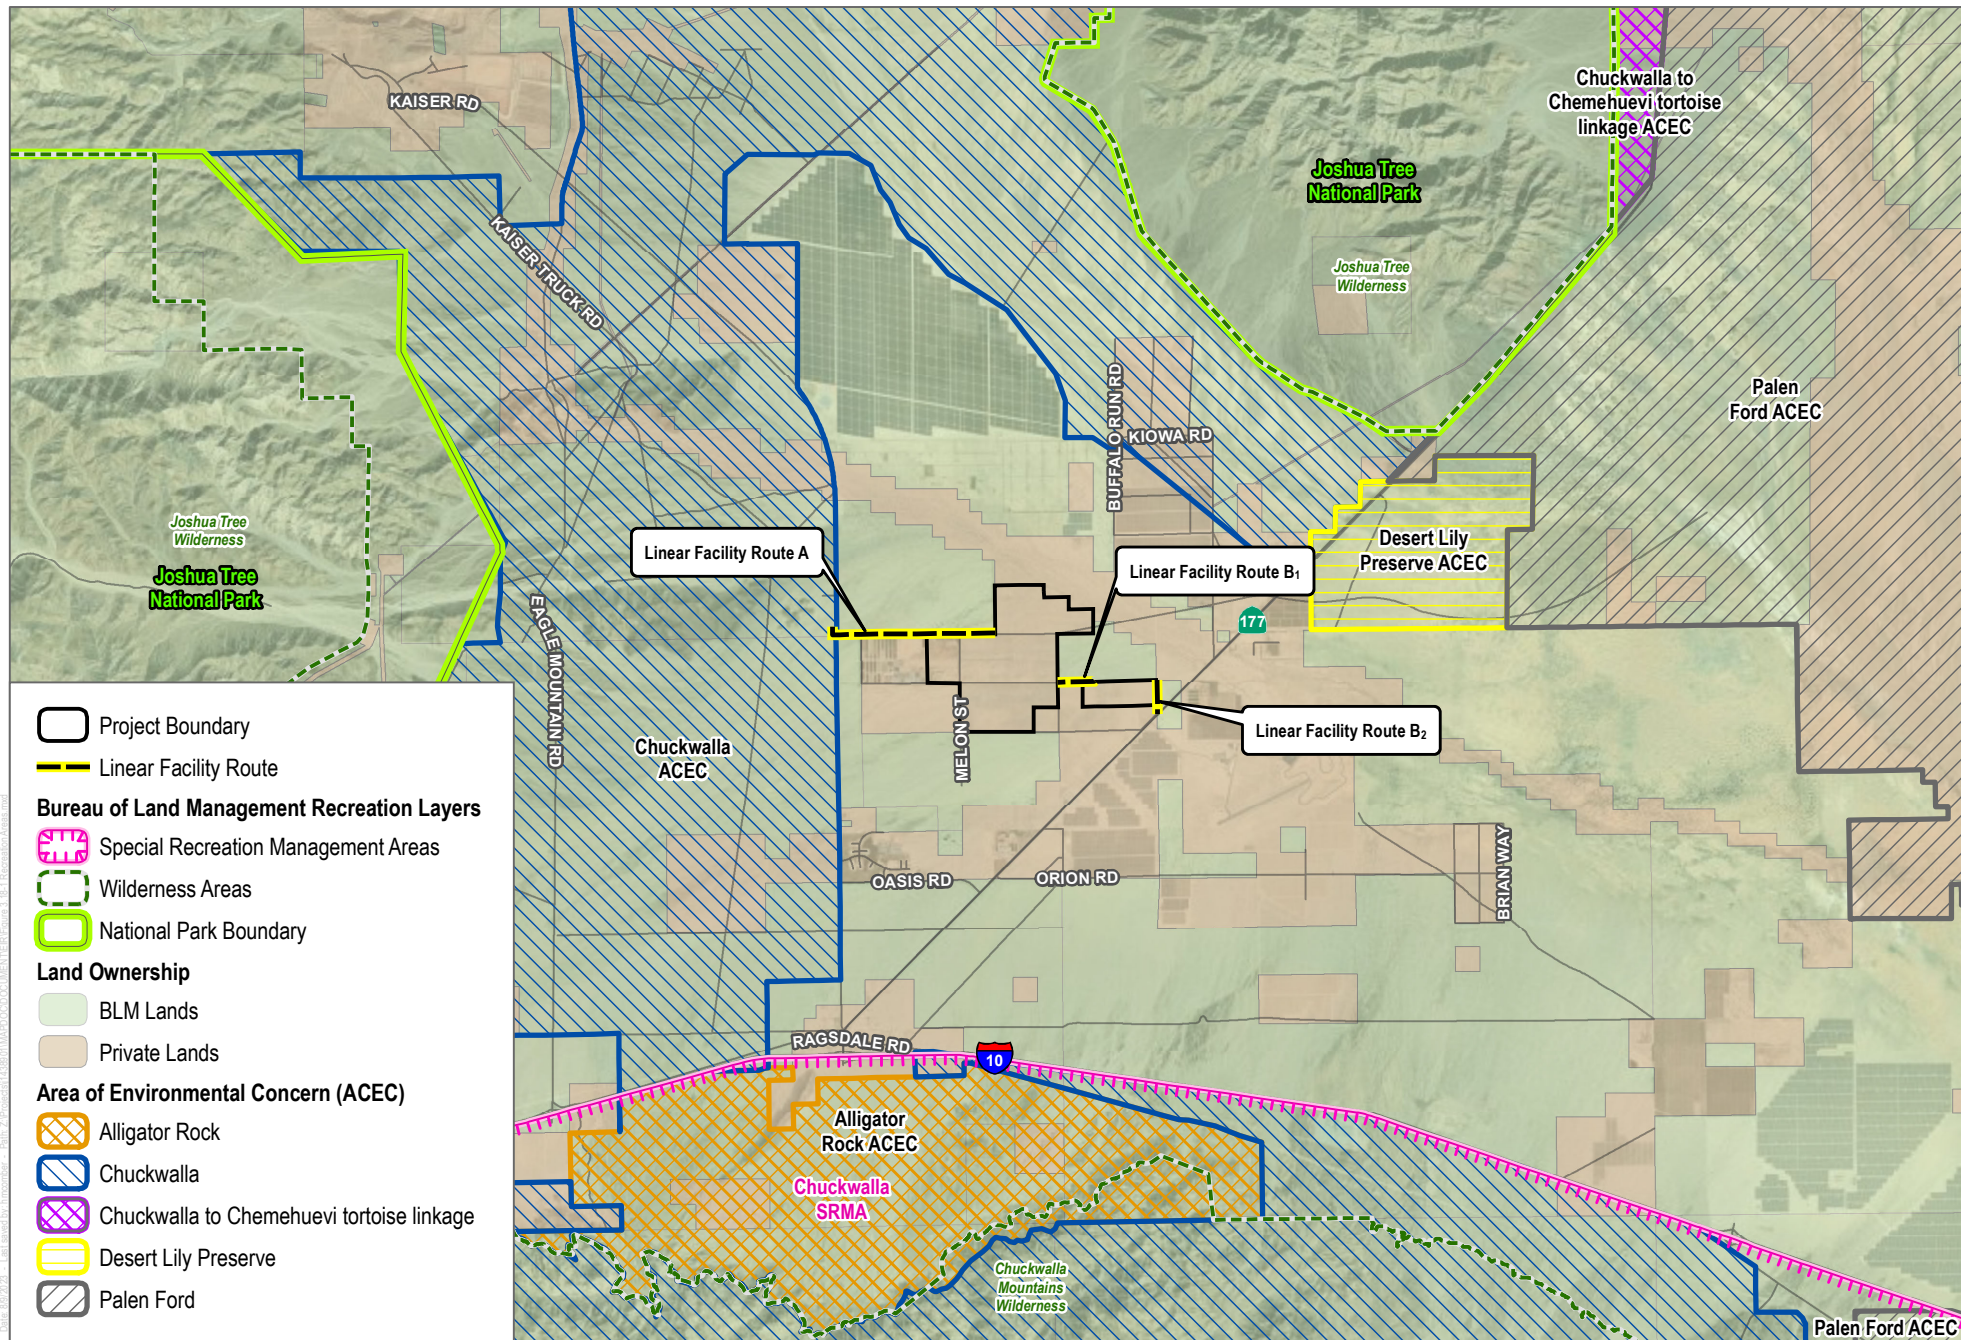 KAISER RD
Chuckwalla to
Chemehuevi tortoise
linkage ACEC
Joshua Tree
National Park
KAISER TRUCK RD
Joshua Tree
Wilderness
Palen
Ford ACEC
BUFFALO RUN RD
KIOWA RD
Joshua Tree
Wilderness
Joshua Tree
National Park
Linear Facility Route A
Linear Facility Route B1
Desert Lily
Preserve ACEC
177
EAGLE MOUNTAIN RD
MELON ST
Linear Facility Route B2
Chuckwalla
ACEC
OASIS RD
ORION RD
BRIAN WAY
RAGSDALE RD
10
Alligator
Rock ACEC
Chuckwalla
SRMA
Chuckwalla
Mountains
Wilderness
Palen Ford ACEC
Project Boundary
Linear Facility Route
Bureau of Land Management Recreation Layers
Special Recreation Management Areas
Wilderness Areas
National Park Boundary
Land Ownership
BLM Lands
Private Lands
Area of Environmental Concern (ACEC)
Alligator Rock
Chuckwalla
Chuckwalla to Chemehuevi tortoise linkage
Desert Lily Preserve
Palen Ford